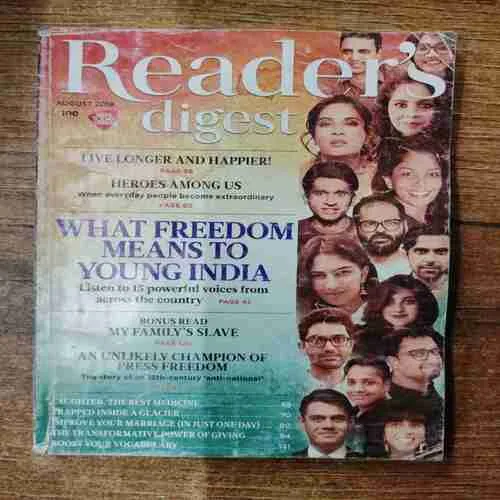 Reader's
digest
AUGUST 2018
₹100
LIVE LONGER AND HAPPIER!
HEROES AMONG US
When everyday people become extraordinary
WHAT FREEDOM
MEANS TO
YOUNG INDIA
Listen to 15 powerful voices from
across the country PAGE
BONUS READ
MY FAMILY'S SLAVE
AN UNLIKELY CHAMPION OF
PRESS FREEDOM
The story of an 18th-century 'anti-national'
LAUGHTER, THE BEST MEDICINE
TRAPPED INSIDE A GLACIER 70
IMPROVE YOUR MARRIAGE (IN JUST ONE DAY)
THE TRANSFORMATIVE POWER OF GIVING
BOOST YOUR VOCABULARY